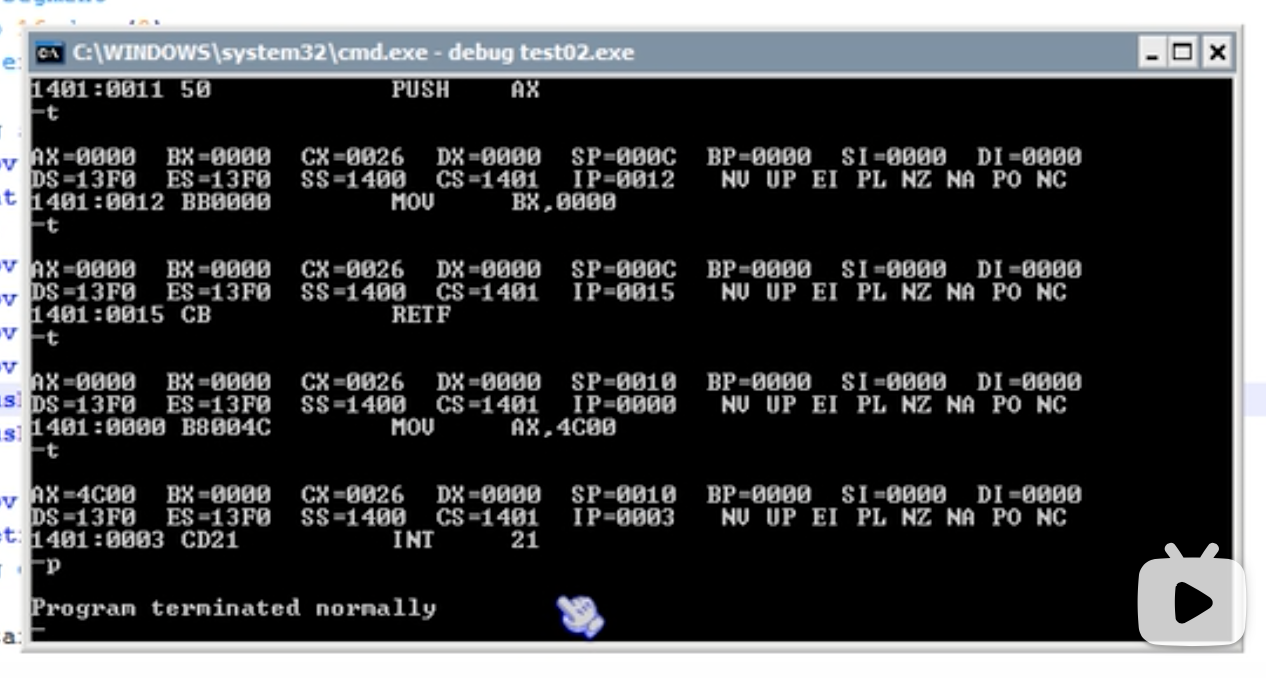 C:\WINDOWS\system32\cmd.exe - debug test02.exe
1401:0011 50 PUSH AX
-t
AX=0000 BX=0000 CX=0026 DX=0000 SP=000C BP=0000 SI=0000 DI=0000
DS=13F0 ES=13F0 SS=1400 CS=1401 IP=0012 NV UP EI PL NZ NA PO NC
1401:0012 BB0000 MOV BX,0000
-t
AX=0000 BX=0000 CX=0026 DX=0000 SP=000C BP=0000 SI=0000 DI=0000
DS=13F0 ES=13F0 SS=1400 CS=1401 IP=0015 NV UP EI PL NZ NA PO NC
1401:0015 CB RETF
-t
AX=0000 BX=0000 CX=0026 DX=0000 SP=0010 BP=0000 SI=0000 DI=0000
DS=13F0 ES=13F0 SS=1400 CS=1401 IP=0000 NV UP EI PL NZ NA PO NC
1401:0000 B8004C MOV AX,4C00
-t
AX=4C00 BX=0000 CX=0026 DX=0000 SP=0010 BP=0000 SI=0000 DI=0000
DS=13F0 ES=13F0 SS=1400 CS=1401 IP=0003 NV UP EI PL NZ NA PO NC
1401:0003 CD21 INT 21
-p
Program terminated normally
-